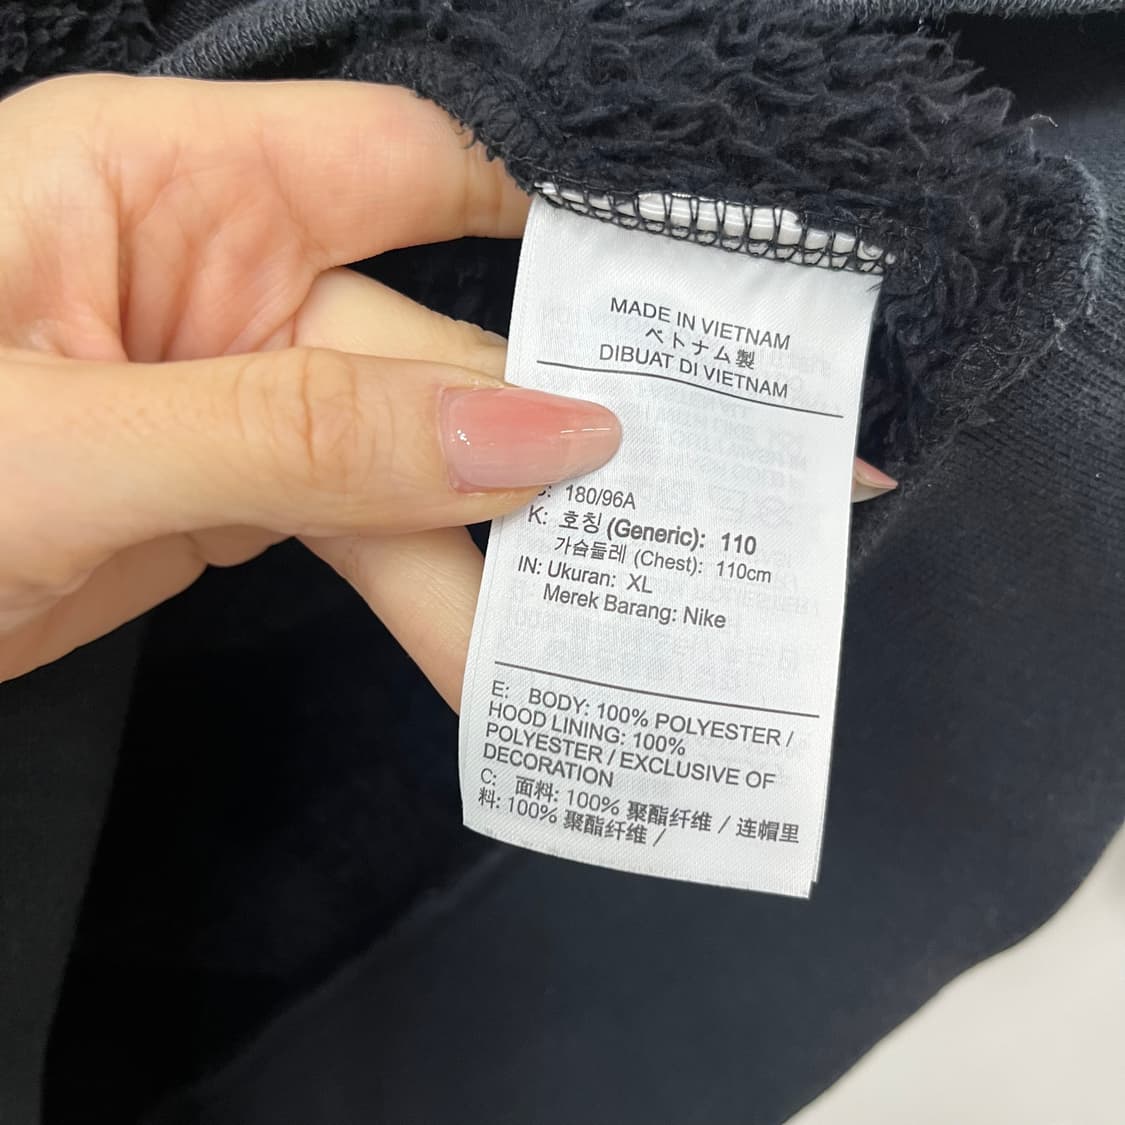 MADE IN VIETNAM
ベトナム製
DIBUAT DI VIETNAM
180/96A
K: 호칭 (Generic): 110
가슴둘레 (Chest): 110cm
IN: Ukuran: XL
Merek Barang: Nike
E: BODY: 100% POLYESTER /
HOOD LINING: 100%
POLYESTER / EXCLUSIVE OF
DECORATION
C: 面料: 100% 聚酯纤维 / 连帽里
料: 100% 聚酯纤维 /